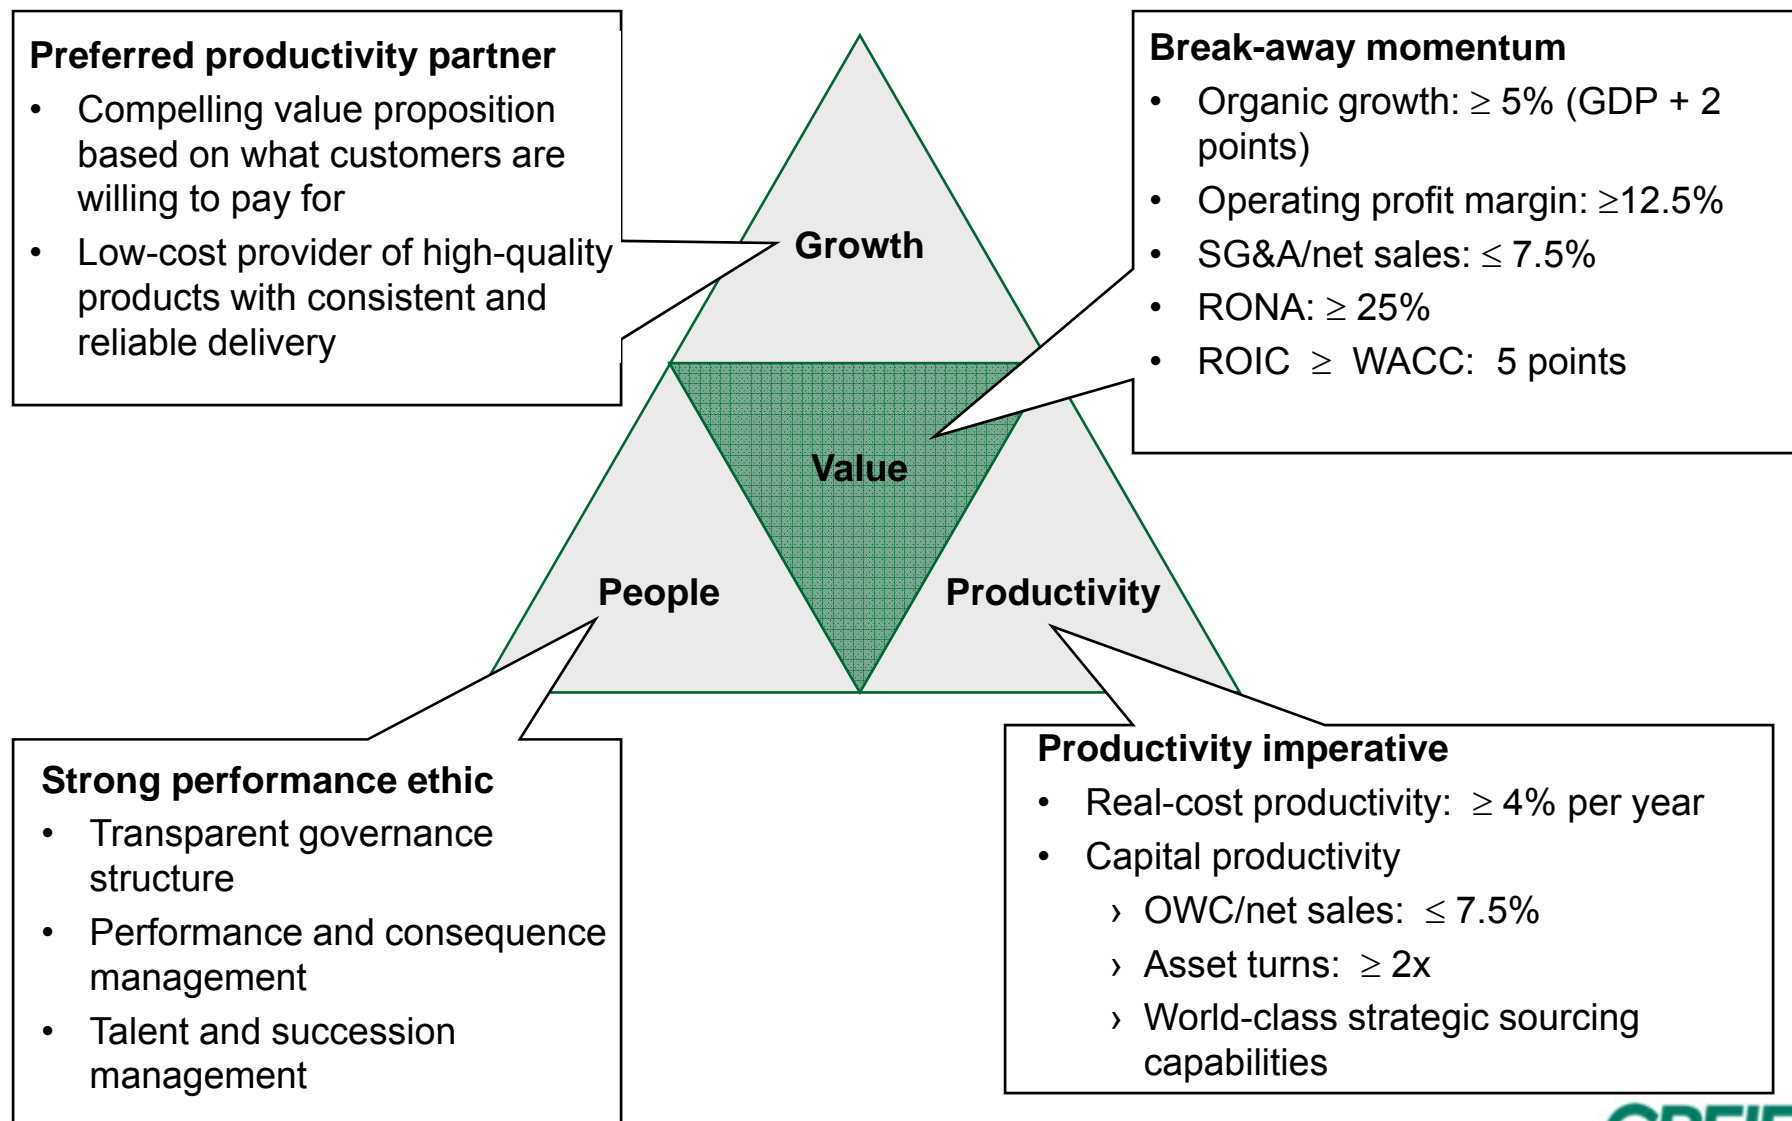 Preferred productivity partner
• Compelling value proposition
based on what customers are
willing to pay for
• Low-cost provider of high-quality
products with consistent and
reliable delivery
Break-away momentum
• Organic growth: ≥ 5% (GDP + 2
points)
• Operating profit margin: ≥12.5%
• SG&A/net sales: ≤ 7.5%
• RONA: ≥ 25%
• ROIC ≥ WACC: 5 points
Growth
Value
People
Productivity
Strong performance ethic
• Transparent governance
structure
• Performance and consequence
management
• Talent and succession
management
Productivity imperative
• Real-cost productivity: ≥ 4% per year
• Capital productivity
› OWC/net sales: ≤ 7.5%
› Asset turns: ≥ 2x
› World-class strategic sourcing
capabilities